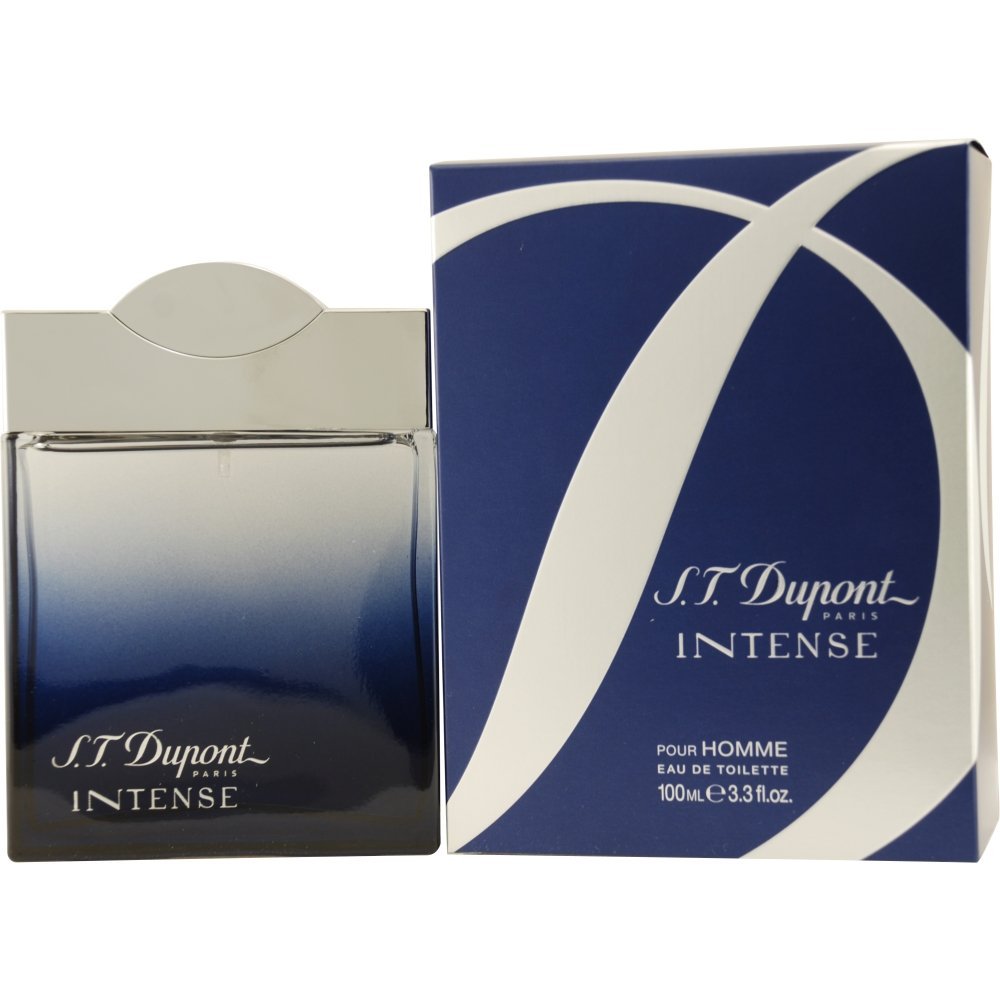 S.T. Dupont
PARIS
INTENSE
S.T. Dupont
PARIS
INTENSE
POUR HOMME
EAU DE TOILETTE
100ML e 3.3 fl.oz.